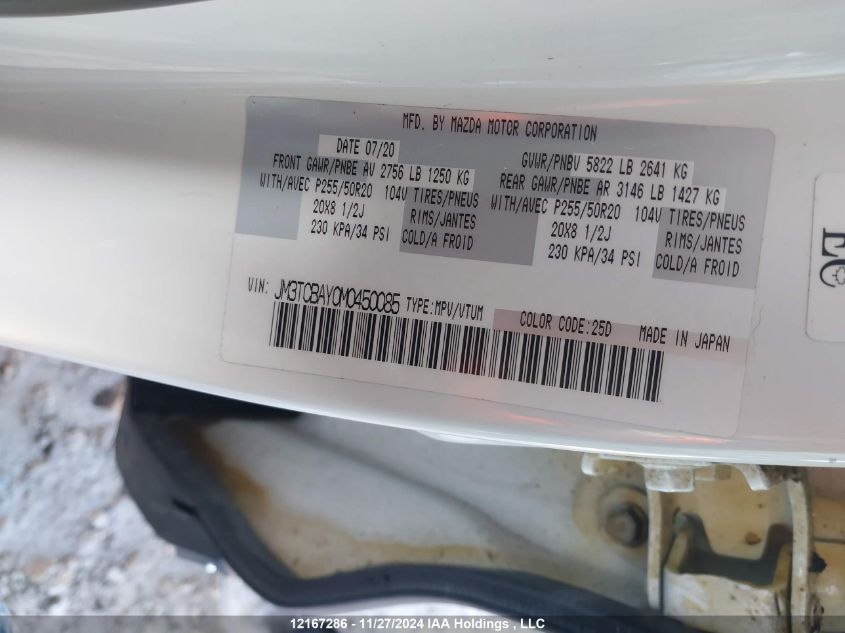 MFD. BY MAZDA MOTOR CORPORATION
DATE 07/20 GVWR/PNBV 5822 LB 2641 KG
FRONT GAWR/PNBE AV 2756 LB 1250 KG REAR GAWR/PNBE AR 3146 LB 1427 KG
WITH/AVEC P255/50R20 104V TIRES/PNEUS WITH/AVEC P255/50R20 104V TIRES/PNEUS
20X8 1/2J RIMS/JANTES 20X8 1/2J RIMS/JANTES
230 KPA/34 PSI COLD/A FROID 230 KPA/34 PSI COLD/A FROID
VIN: JM3TCBAY0M0450085 TYPE:MPV/VTUM COLOR CODE:25D MADE IN JAPAN
EC
12167286 - 11/27/2024 IAA Holdings , LLC